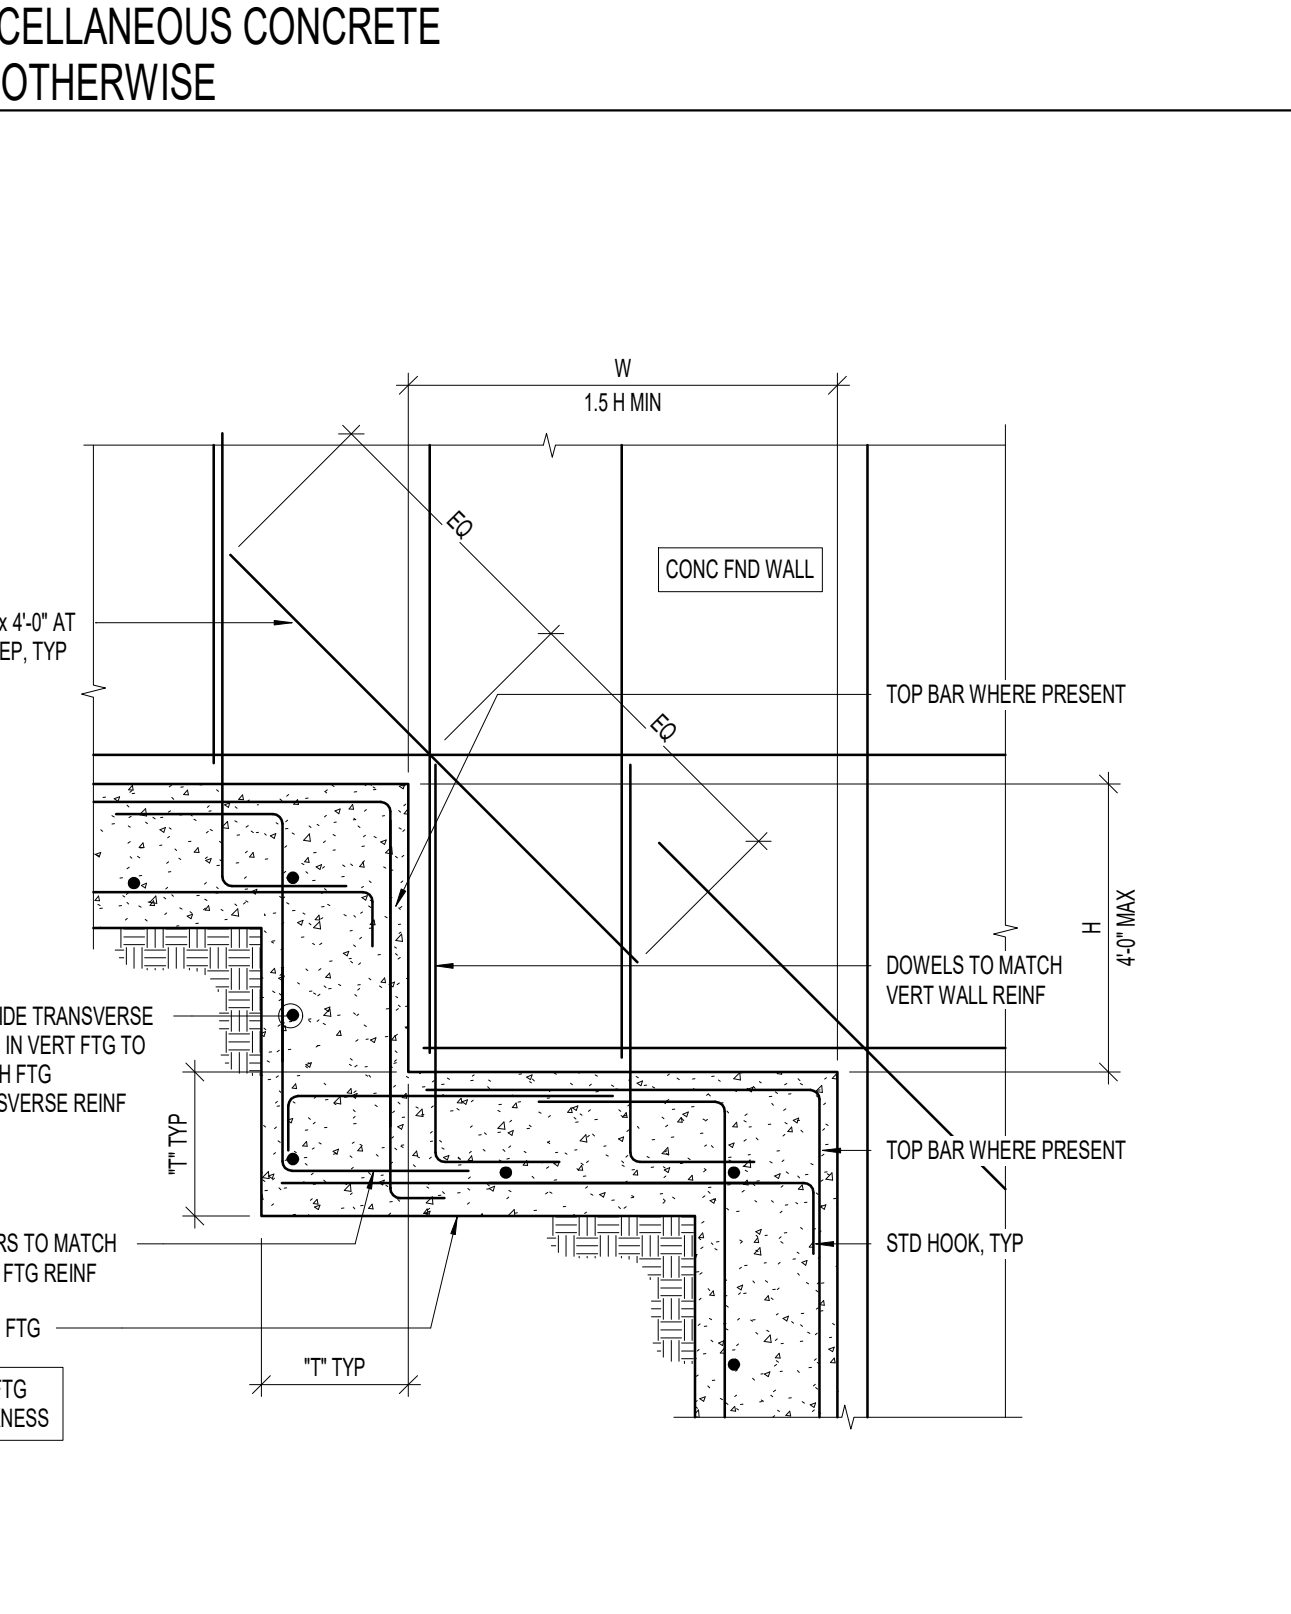 CELLANEOUS CONCRETE
OTHERWISE
W
1.5 H MIN
EQ
CONC FND WALL
x 4'-0" AT
EP, TYP
TOP BAR WHERE PRESENT
EQ
H
4'-0" MAX
DOWELS TO MATCH
VERT WALL REINF
IDE TRANSVERSE
IN VERT FTG TO
H FTG
SVERSE REINF
"T" TYP
TOP BAR WHERE PRESENT
RS TO MATCH
FTG REINF
STD HOOK, TYP
FTG
"T" TYP
FTG
NESS